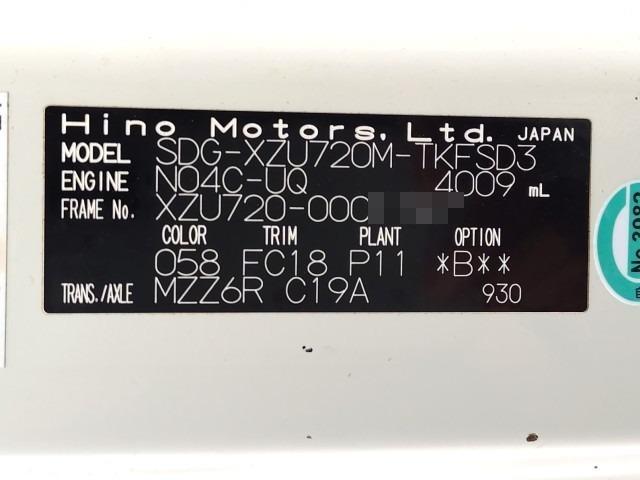 Hino Motors, Ltd. JAPAN
MODEL SDG-XZU720M-TKFSD3
ENGINE N04C-UQ 4009 mL
FRAME No. XZU720-000
COLOR TRIM PLANT OPTION
058 FC18 P11 *B**
TRANS./AXLE MZZ6R C19A 930